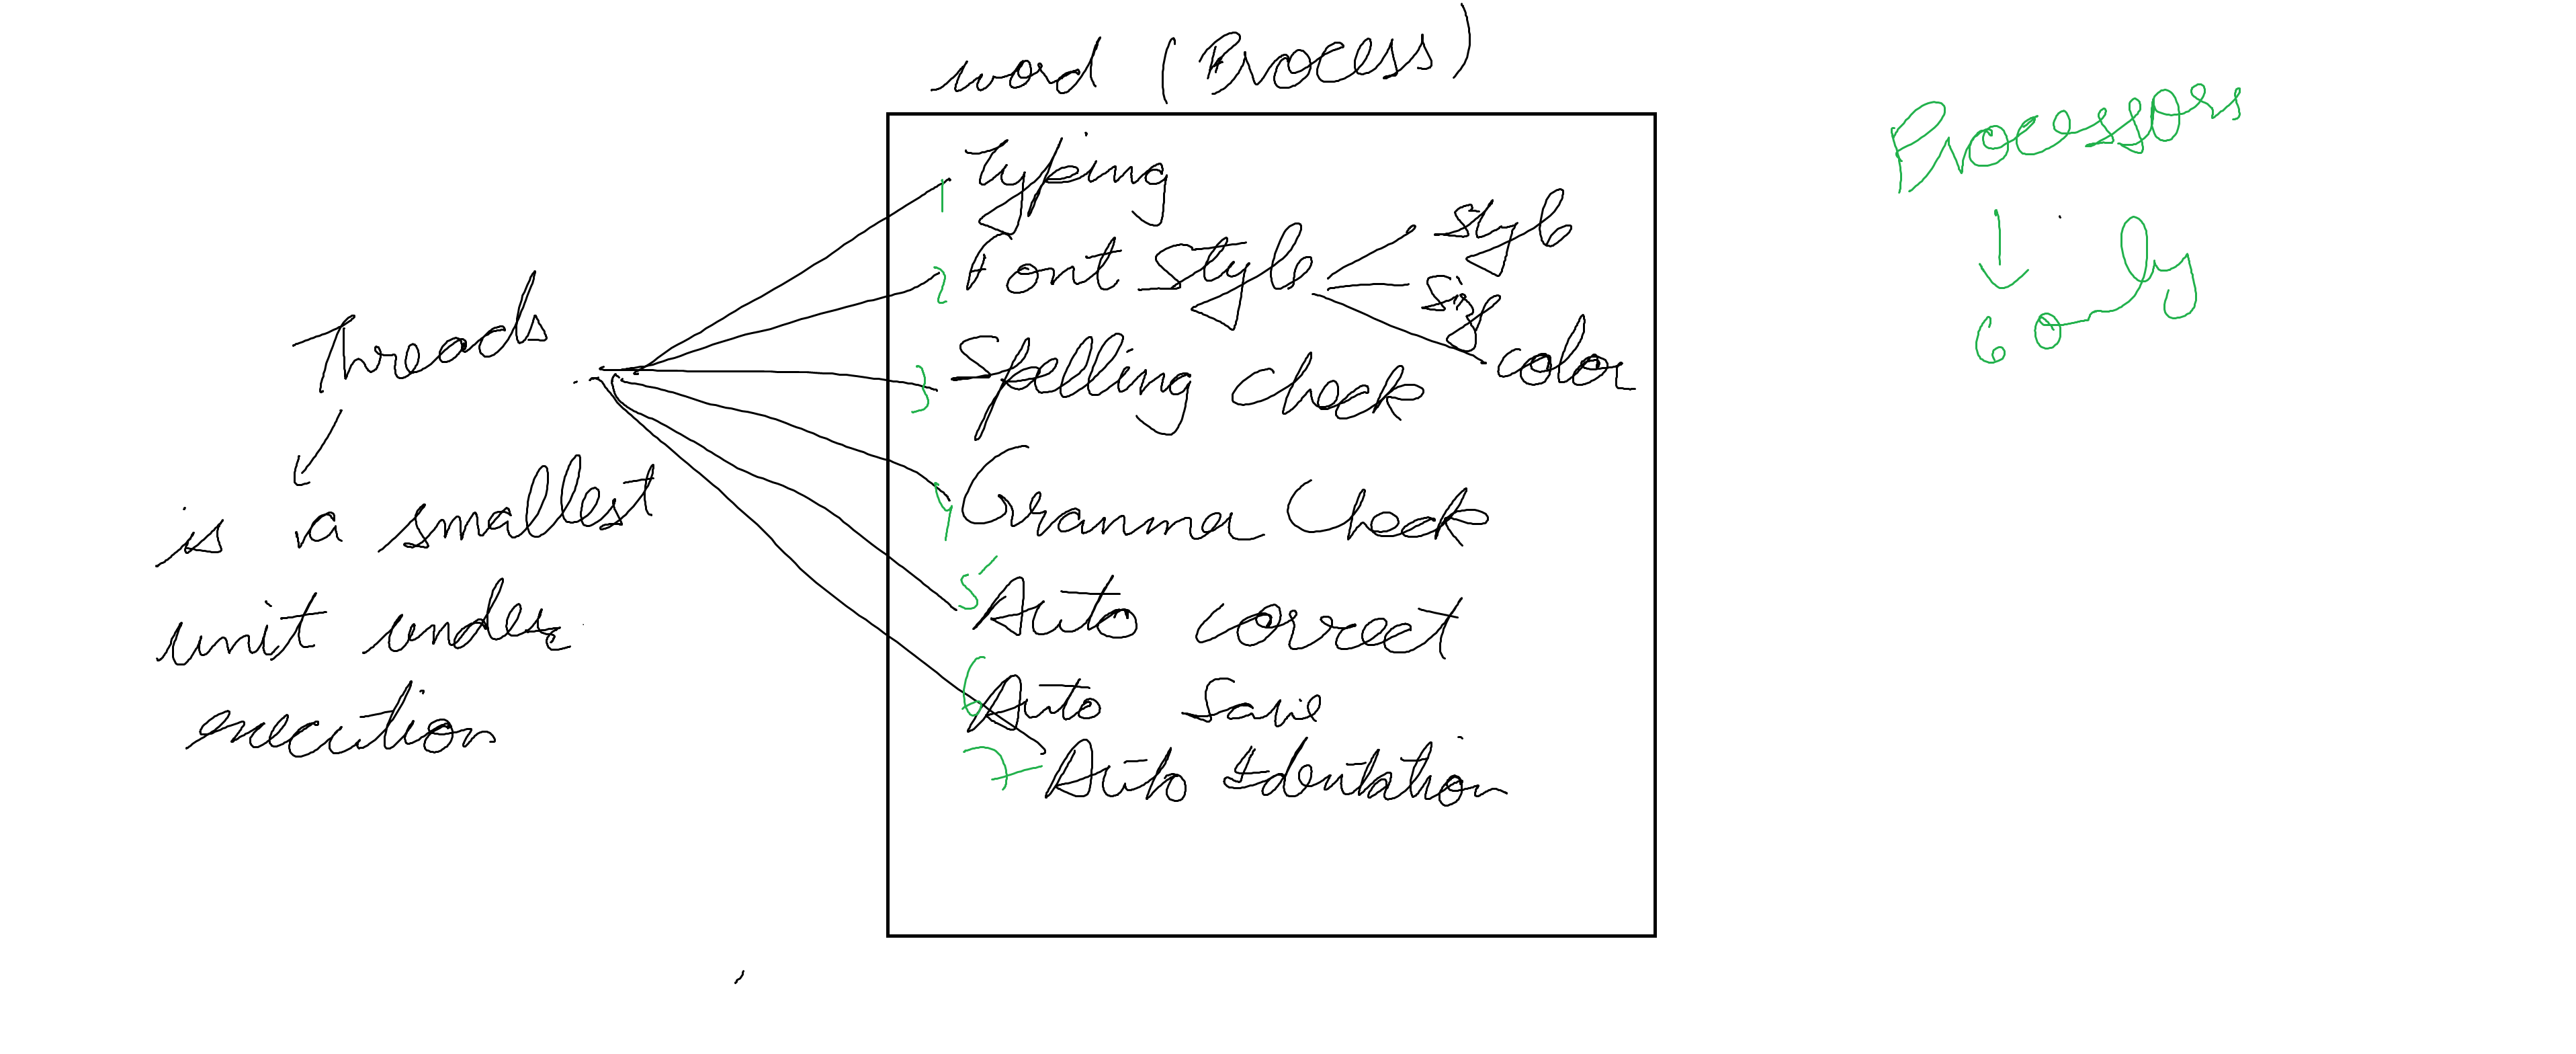 word (Process)
Typing
Font Style
Style
Size
color
Spelling check
Granma Check
Auto correct
Auto Save
Auto Identation
1
2
3
4
5
6
7
Threads
is a smallest
unit under
execution
Processors
6 only